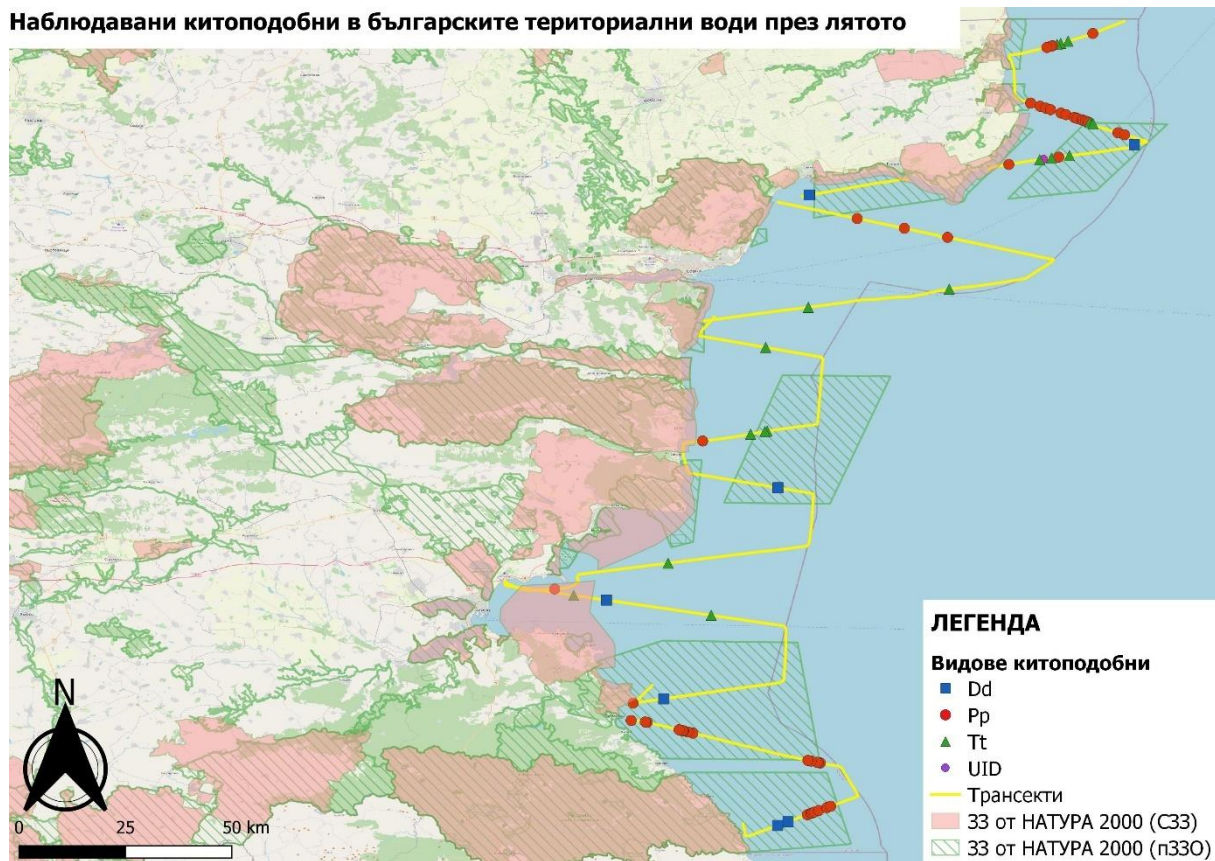 Наблюдавани китоподобни в българските териториални води през лятото
ЛЕГЕНДА
Видове китоподобни
Dd
Pp
Tt
UID
Трансекти
ЗЗ от НАТУРА 2000 (СЗЗ)
ЗЗ от НАТУРА 2000 (пЗЗО)
N
0 25 50 km